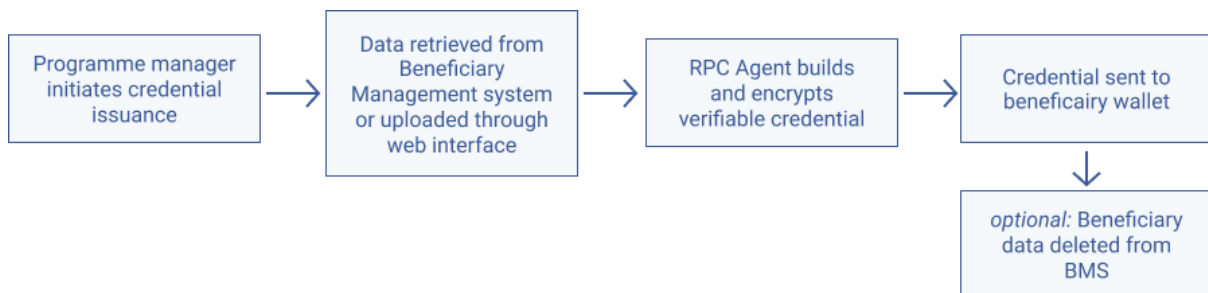 Programme manager
initiates credential
issuance
Data retrieved from
Beneficiary
Management system
or uploaded through
web interface
RPC Agent builds
and encrypts
verifiable credential
Credential sent to
beneficairy wallet
optional: Beneficiary
data deleted from
BMS